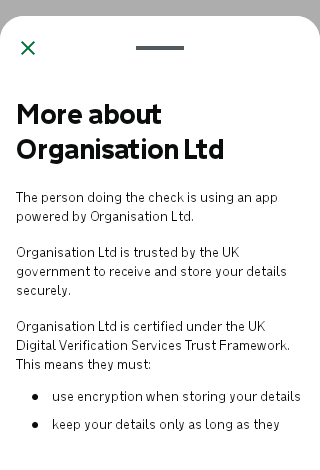 More about
Organisation Ltd
The person doing the check is using an app
powered by Organisation Ltd.
Organisation Ltd is trusted by the UK
government to receive and store your details
securely.
Organisation Ltd is certified under the UK
Digital Verification Services Trust Framework.
This means they must:
● use encryption when storing your details
● keep your details only as long as they